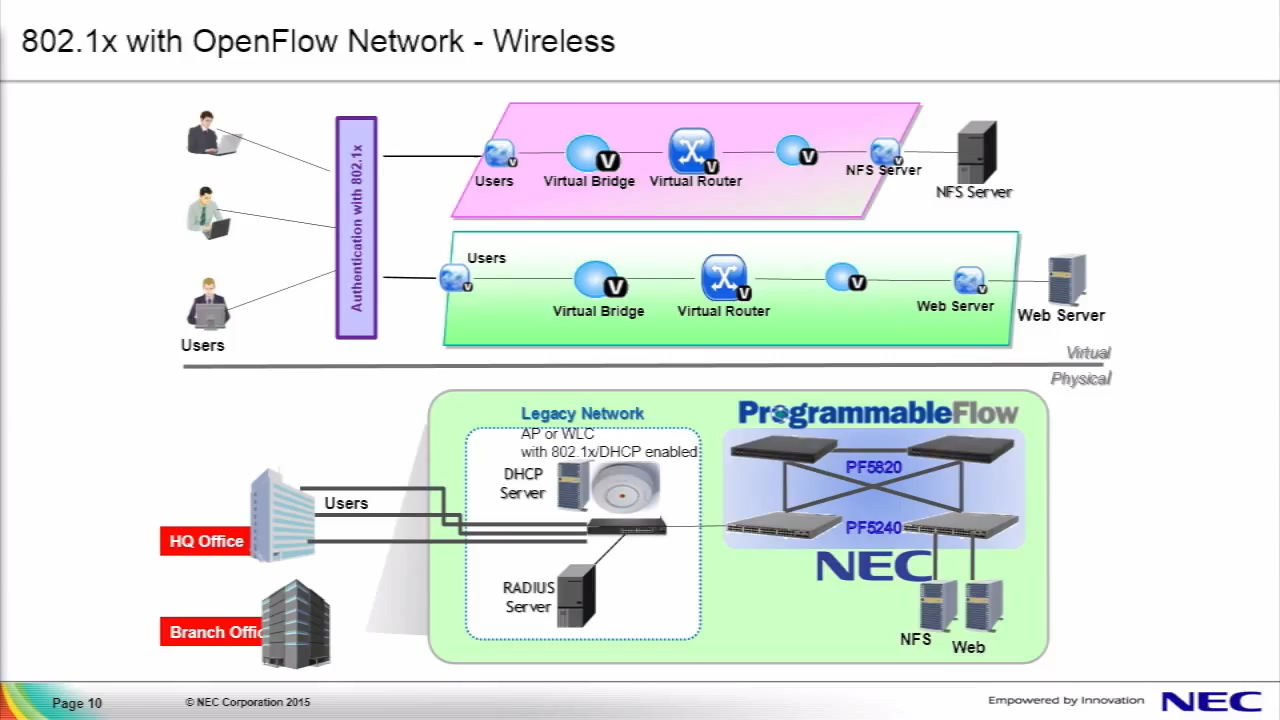 802.1x with OpenFlow Network - Wireless
Authentication with 802.1x
Users
Virtual Bridge
Virtual Router
NFS Server
NFS Server
V
V
V
V
V
Users
Virtual Bridge
Virtual Router
Web Server
Web Server
V
V
V
V
V
Users
Virtual
Physical
Legacy Network
AP or WLC
with 802.1x/DHCP enabled
DHCP
Server
RADIUS
Server
ProgrammableFlow
PF5820
PF5240
NEC
NFS
Web
Users
HQ Office
Branch Offic
Page 10
© NEC Corporation 2015
Empowered by Innovation
NEC